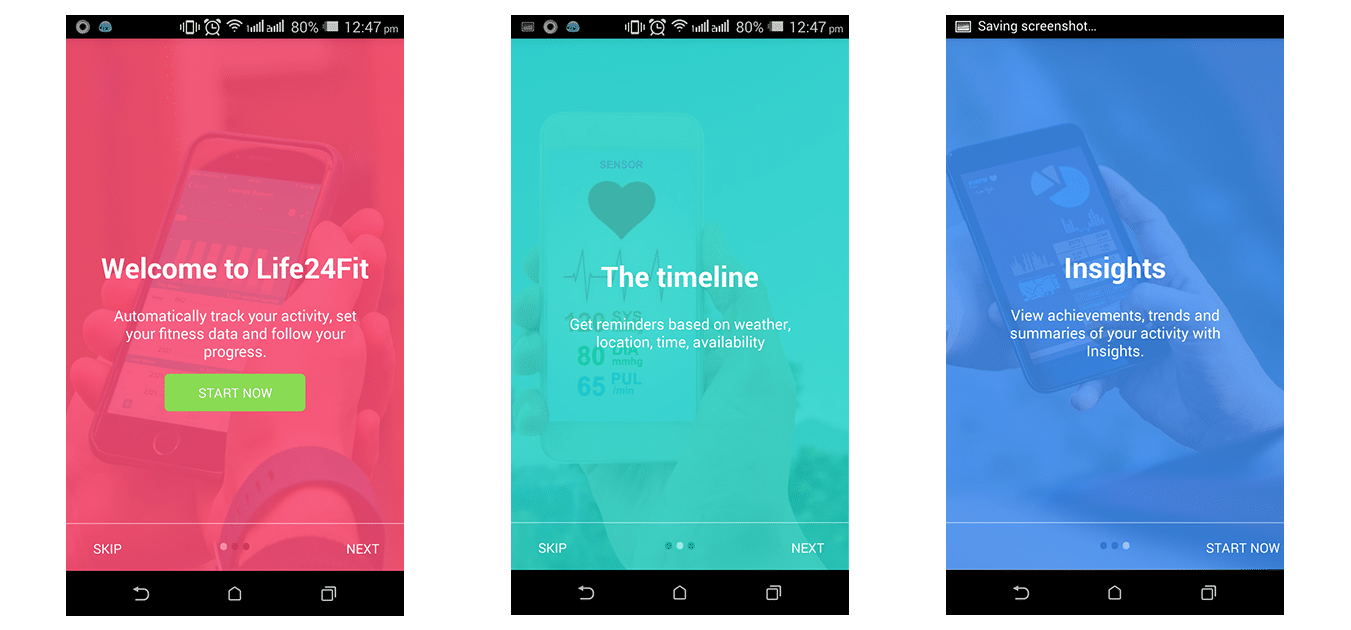 80% 12:47 pm
Welcome to Life24Fit
Automatically track your activity, set
your fitness data and follow your
progress.
START NOW
SKIP
NEXT
80% 12:47 pm
SENSOR
The timeline
SYS
Get reminders based on weather,
location, time, availability
80 DIA
mmhg
65 PUL
/min
SKIP
NEXT
Saving screenshot...
Insights
View achievements, trends and
summaries of your activity with
Insights.
START NOW